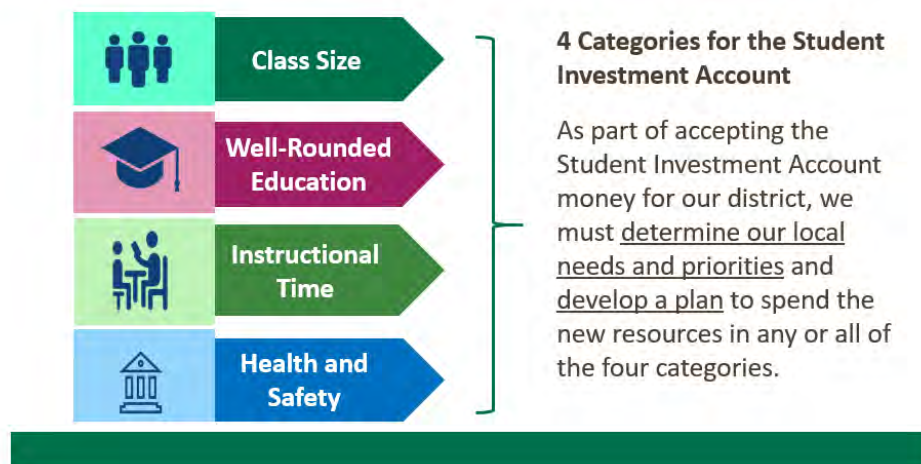 Class Size
Well-Rounded
Education
Instructional
Time
Health and
Safety
4 Categories for the Student
Investment Account
As part of accepting the
Student Investment Account
money for our district, we
must determine our local
needs and priorities and
develop a plan to spend the
new resources in any or all of
the four categories.